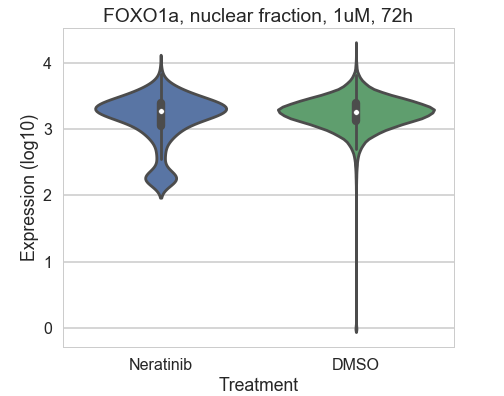 FOXO1a, nuclear fraction, 1uM, 72h
Expression (log10)
4
3
2
1
0
Neratinib DMSO
Treatment